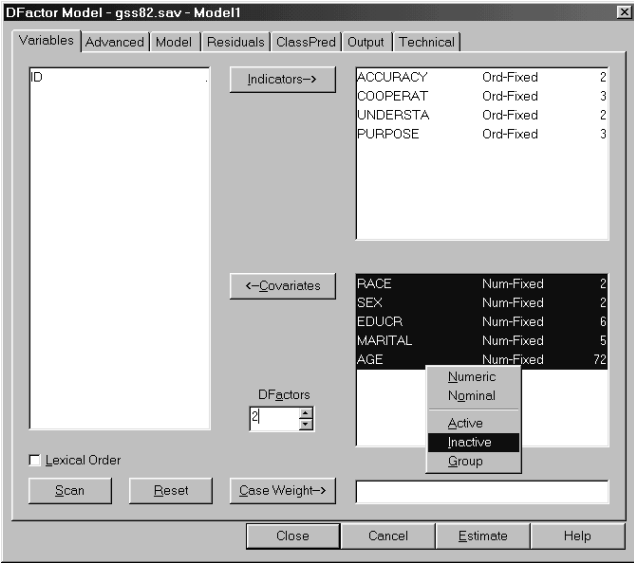 DFactor Model - gss82.sav - Model1
Variables Advanced Model Residuals ClassPred Output Technical
ID .
Indicators-->
ACCURACY Ord-Fixed 2
COOPERAT Ord-Fixed 3
UNDERSTA Ord-Fixed 2
PURPOSE Ord-Fixed 3
<--Covariates
RACE Num-Fixed 2
SEX Num-Fixed 2
EDUCR Num-Fixed 6
MARITAL Num-Fixed 5
AGE Num-Fixed 72
Numeric
Nominal
Active
Inactive
Group
DFactors
2
Lexical Order
Scan Reset Case Weight-->
Close Cancel Estimate Help